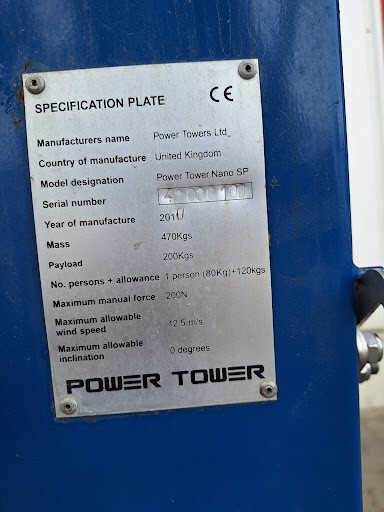 SPECIFICATION PLATE CE
Manufacturers name Power Towers Ltd
Country of manufacture United Kingdom
Model designation Power Tower Nano SP
Serial number
Year of manufacture 2011
Mass 470Kgs
Payload 200Kgs
No. persons + allowance 1 person (80Kg)+120kgs
Maximum manual force 200N
Maximum allowable
wind speed 12.5 m/s
Maximum allowable
inclination 0 degrees
POWER TOWER